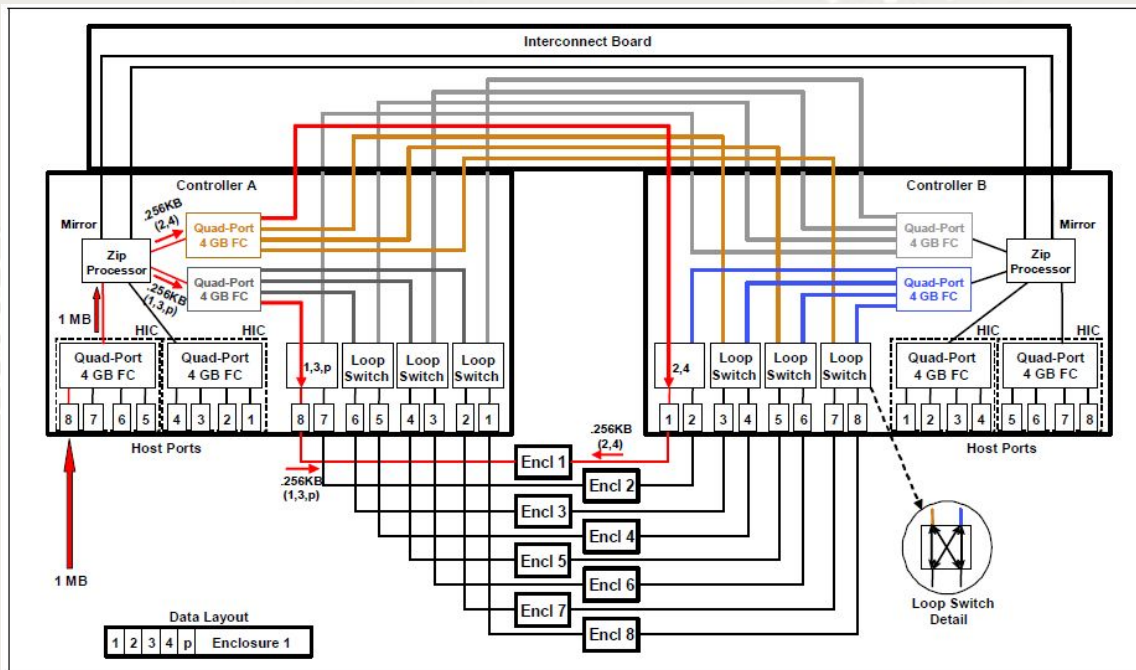 Interconnect Board
Controller A
Controller B
Mirror
.256KB
(2,4)
Quad-Port
4 GB FC
Zip
Processor
.256KB
(1,3,p)
Quad-Port
4 GB FC
1 MB
HIC
HIC
Quad-Port
4 GB FC
Quad-Port
4 GB FC
1,3,p
Loop
Switch
Loop
Switch
Loop
Switch
8 7 6 5 4 3 2 1
8 7 6 5 4 3 2 1
Host Ports
Quad-Port
4 GB FC
Mirror
Zip
Processor
Quad-Port
4 GB FC
2,4
Loop
Switch
Loop
Switch
Loop
Switch
HIC
HIC
Quad-Port
4 GB FC
Quad-Port
4 GB FC
1 2 3 4 5 6 7 8
1 2 3 4 5 6 7 8
Host Ports
.256KB
(2,4)
.256KB
(1,3,p)
Encl 1
Encl 2
Encl 3
Encl 4
Encl 5
Encl 6
Encl 7
Encl 8
1 MB
Loop Switch
Detail
Data Layout
1 2 3 4 p Enclosure 1